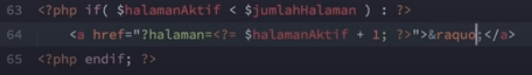 63 <?php if( $halamanAktif < $jumlahHalaman ) : ?>
64 <a href="?halaman=<?= $halamanAktif + 1; ?>">&raquo;</a>
65 <?php endif; ?>